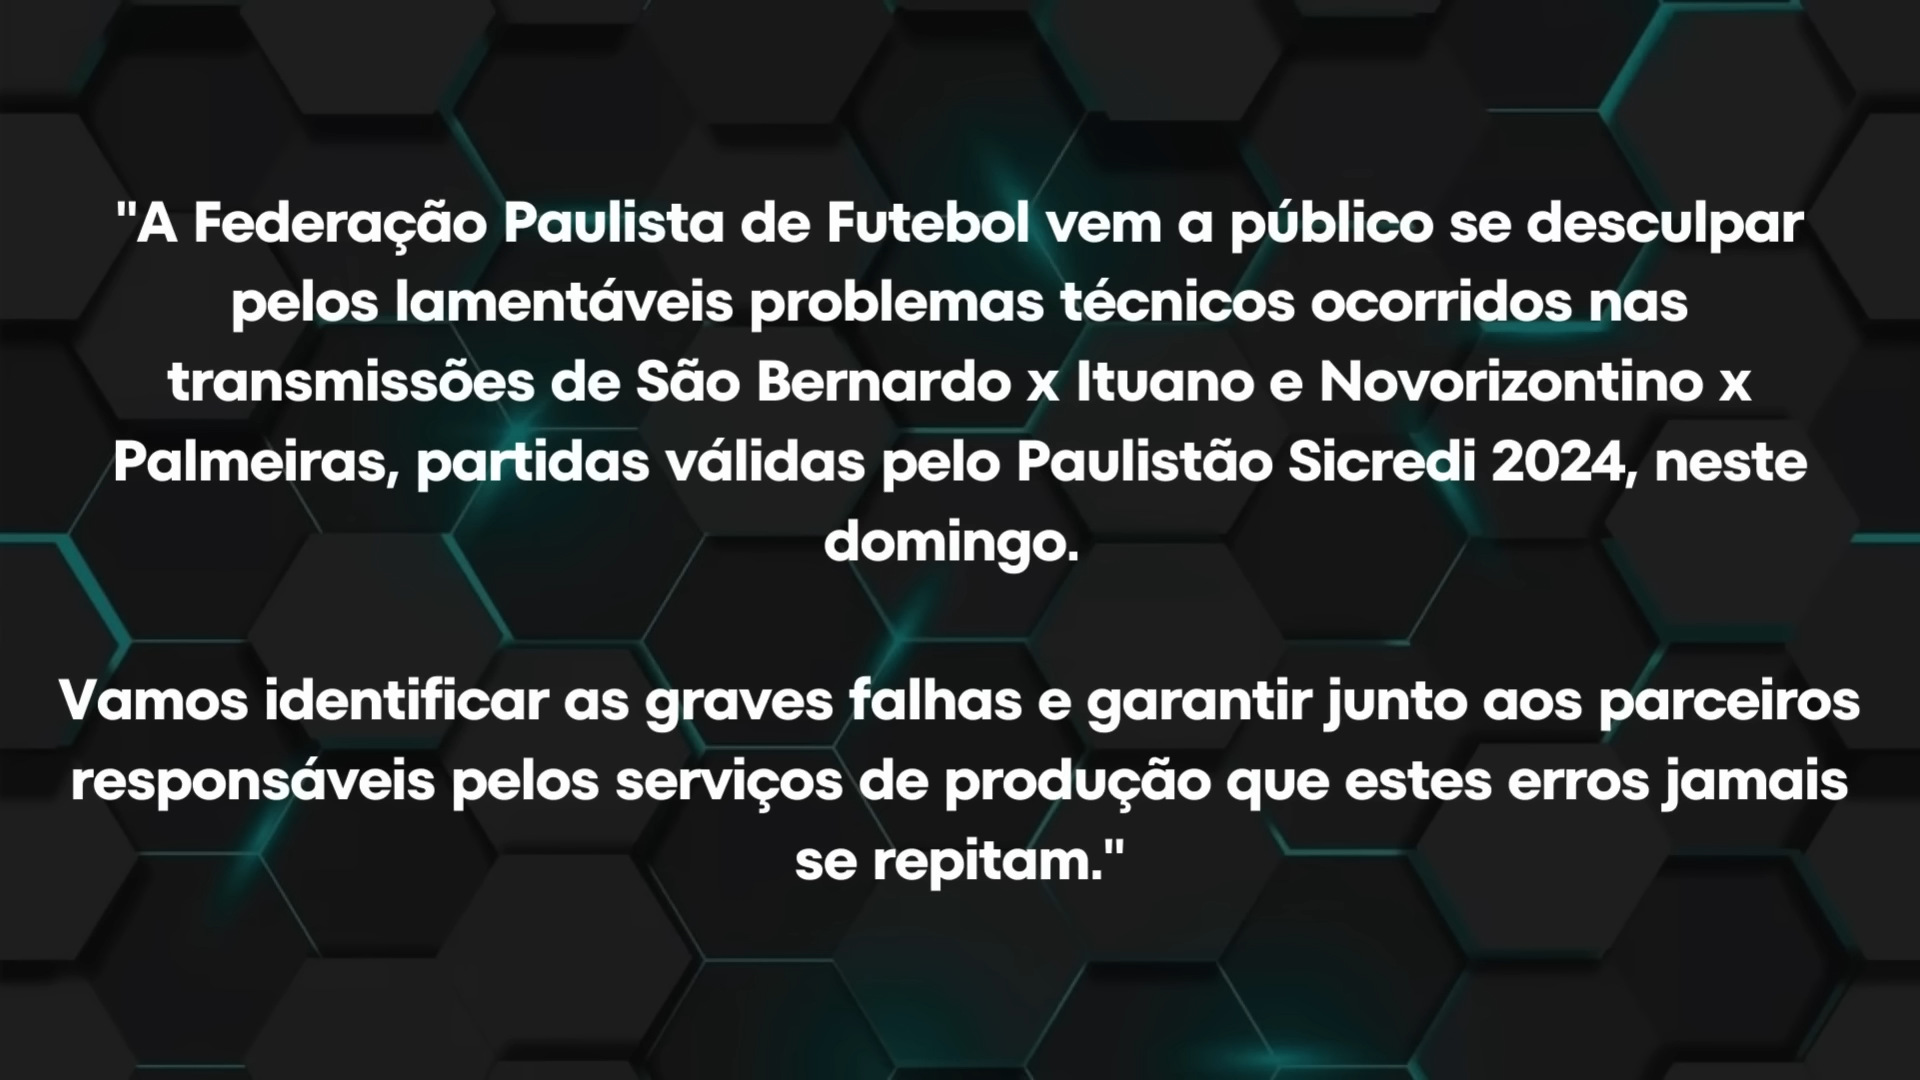 "A Federação Paulista de Futebol vem a público se desculpar
pelos lamentáveis problemas técnicos ocorridos nas
transmissões de São Bernardo x Ituano e Novorizontino x
Palmeiras, partidas válidas pelo Paulistão Sicredi 2024, neste
domingo.
Vamos identificar as graves falhas e garantir junto aos parceiros
responsáveis pelos serviços de produção que estes erros jamais
se repitam."